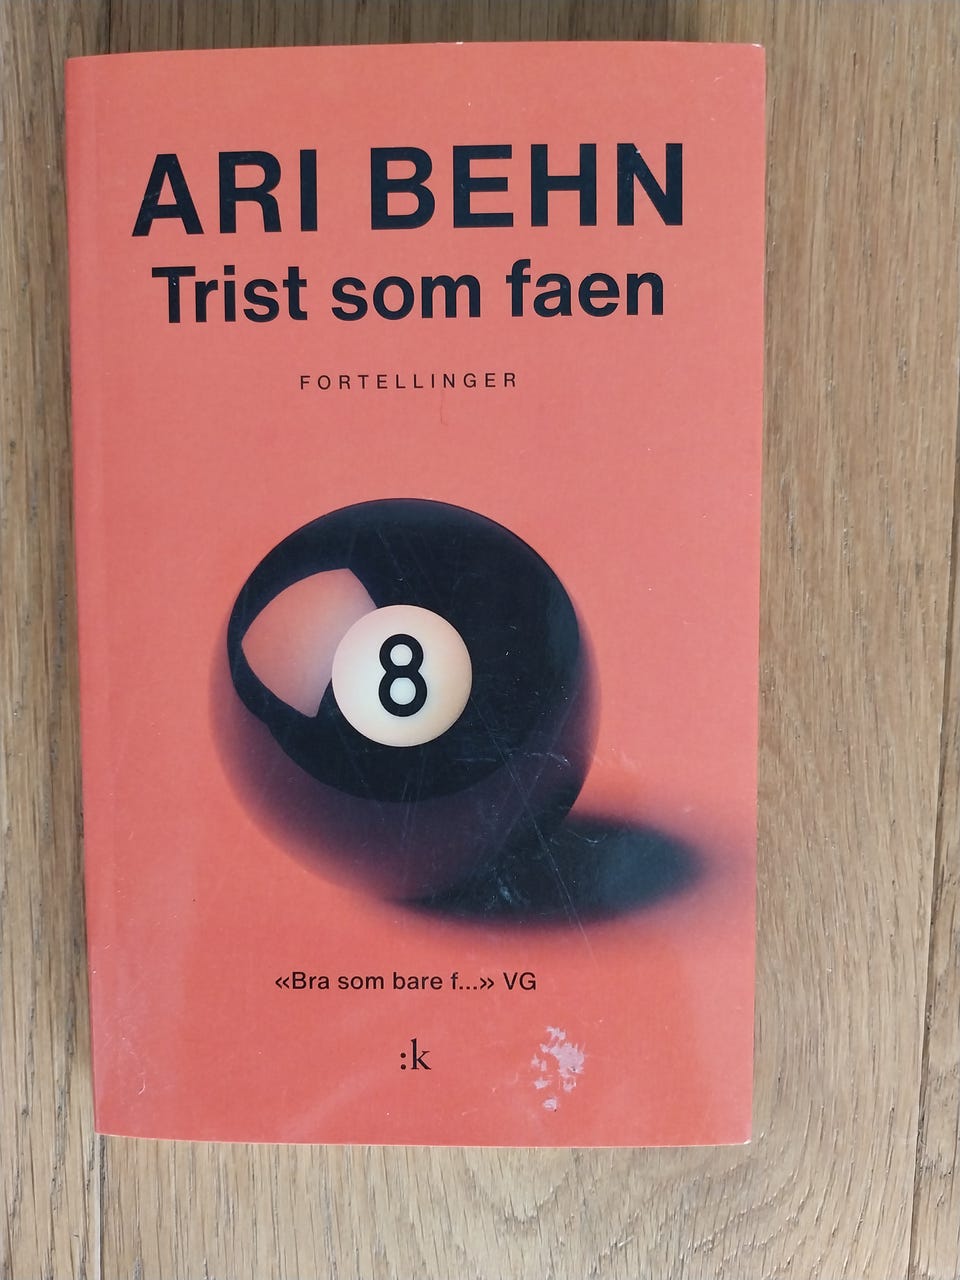 ARI BEHN
Trist som faen
FORTELLINGER
8
«Bra som bare f...» VG
:k